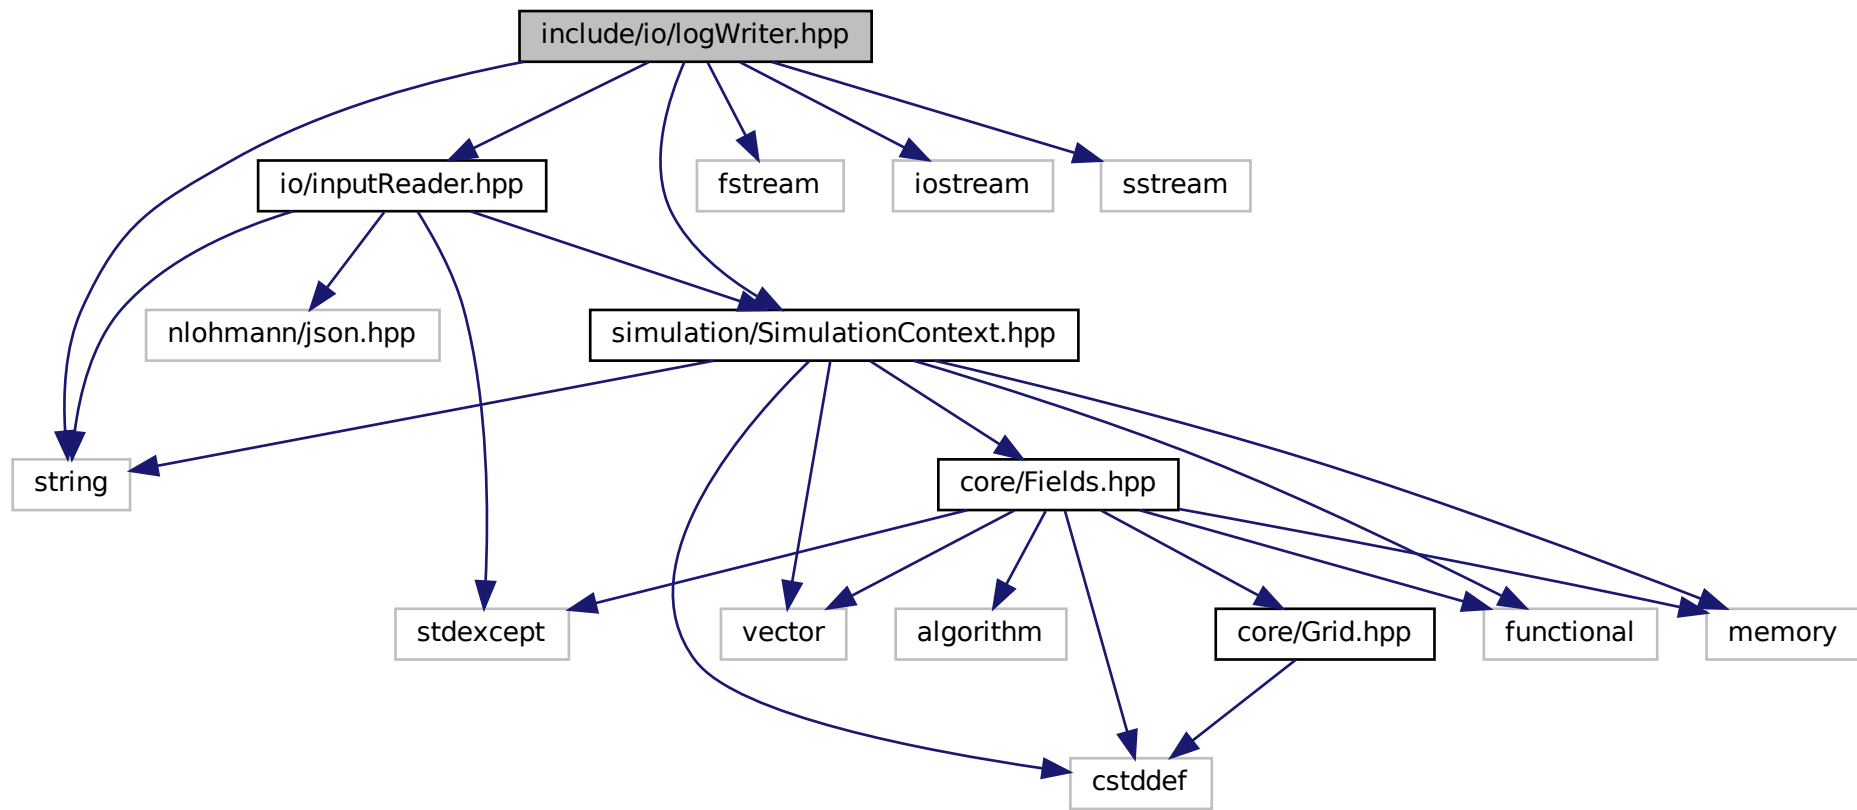 include/io/logWriter.hpp
io/inputReader.hpp
fstream
iostream
sstream
nlohmann/json.hpp
simulation/SimulationContext.hpp
string
core/Fields.hpp
stdexcept
vector
algorithm
core/Grid.hpp
functional
memory
cstddef